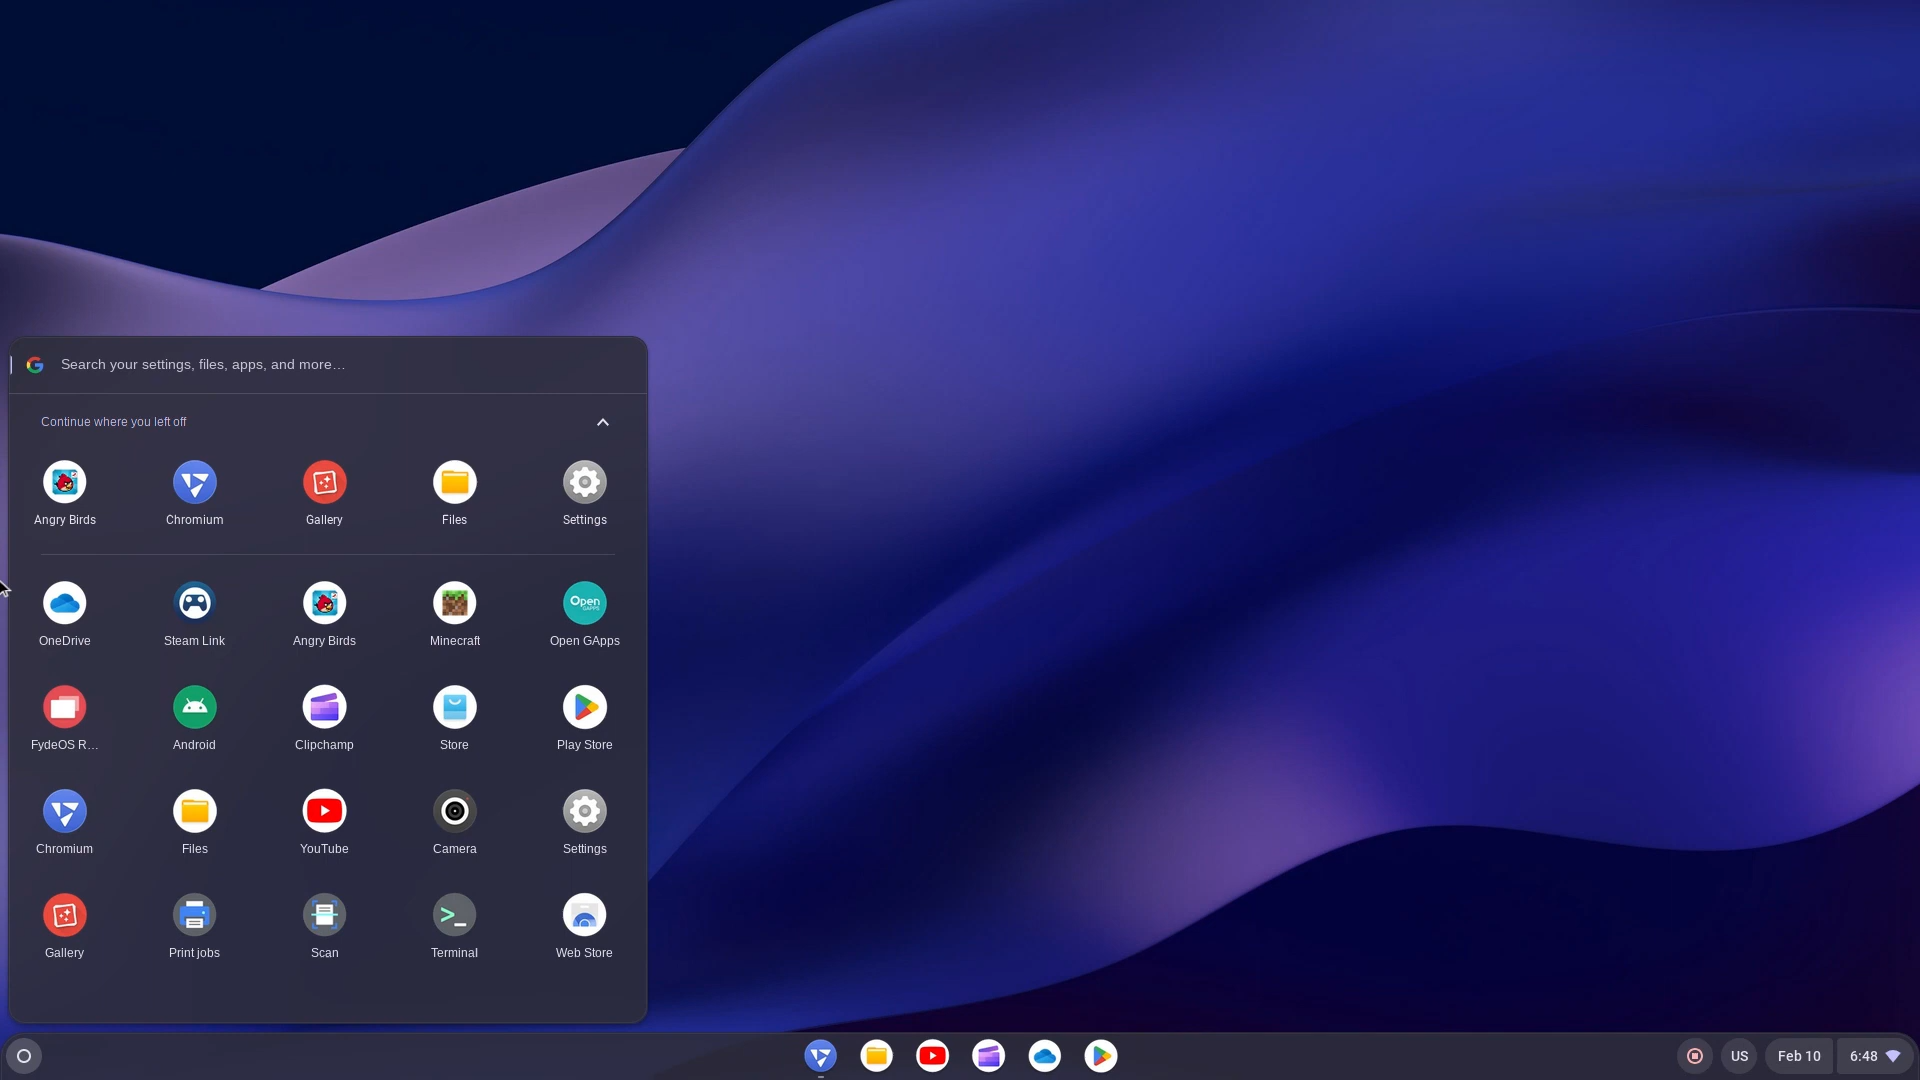 Search your settings, files, apps, and more…
Continue where you left off
Angry Birds
Chromium
Gallery
Files
Settings
OneDrive
Steam Link
Angry Birds
Minecraft
Open GApps
Open
GAPPS
FydeOS R…
Android
Clipchamp
Store
Play Store
Chromium
Files
YouTube
Camera
Settings
Gallery
Print jobs
Scan
Terminal
Web Store
US
Feb 10
6:48